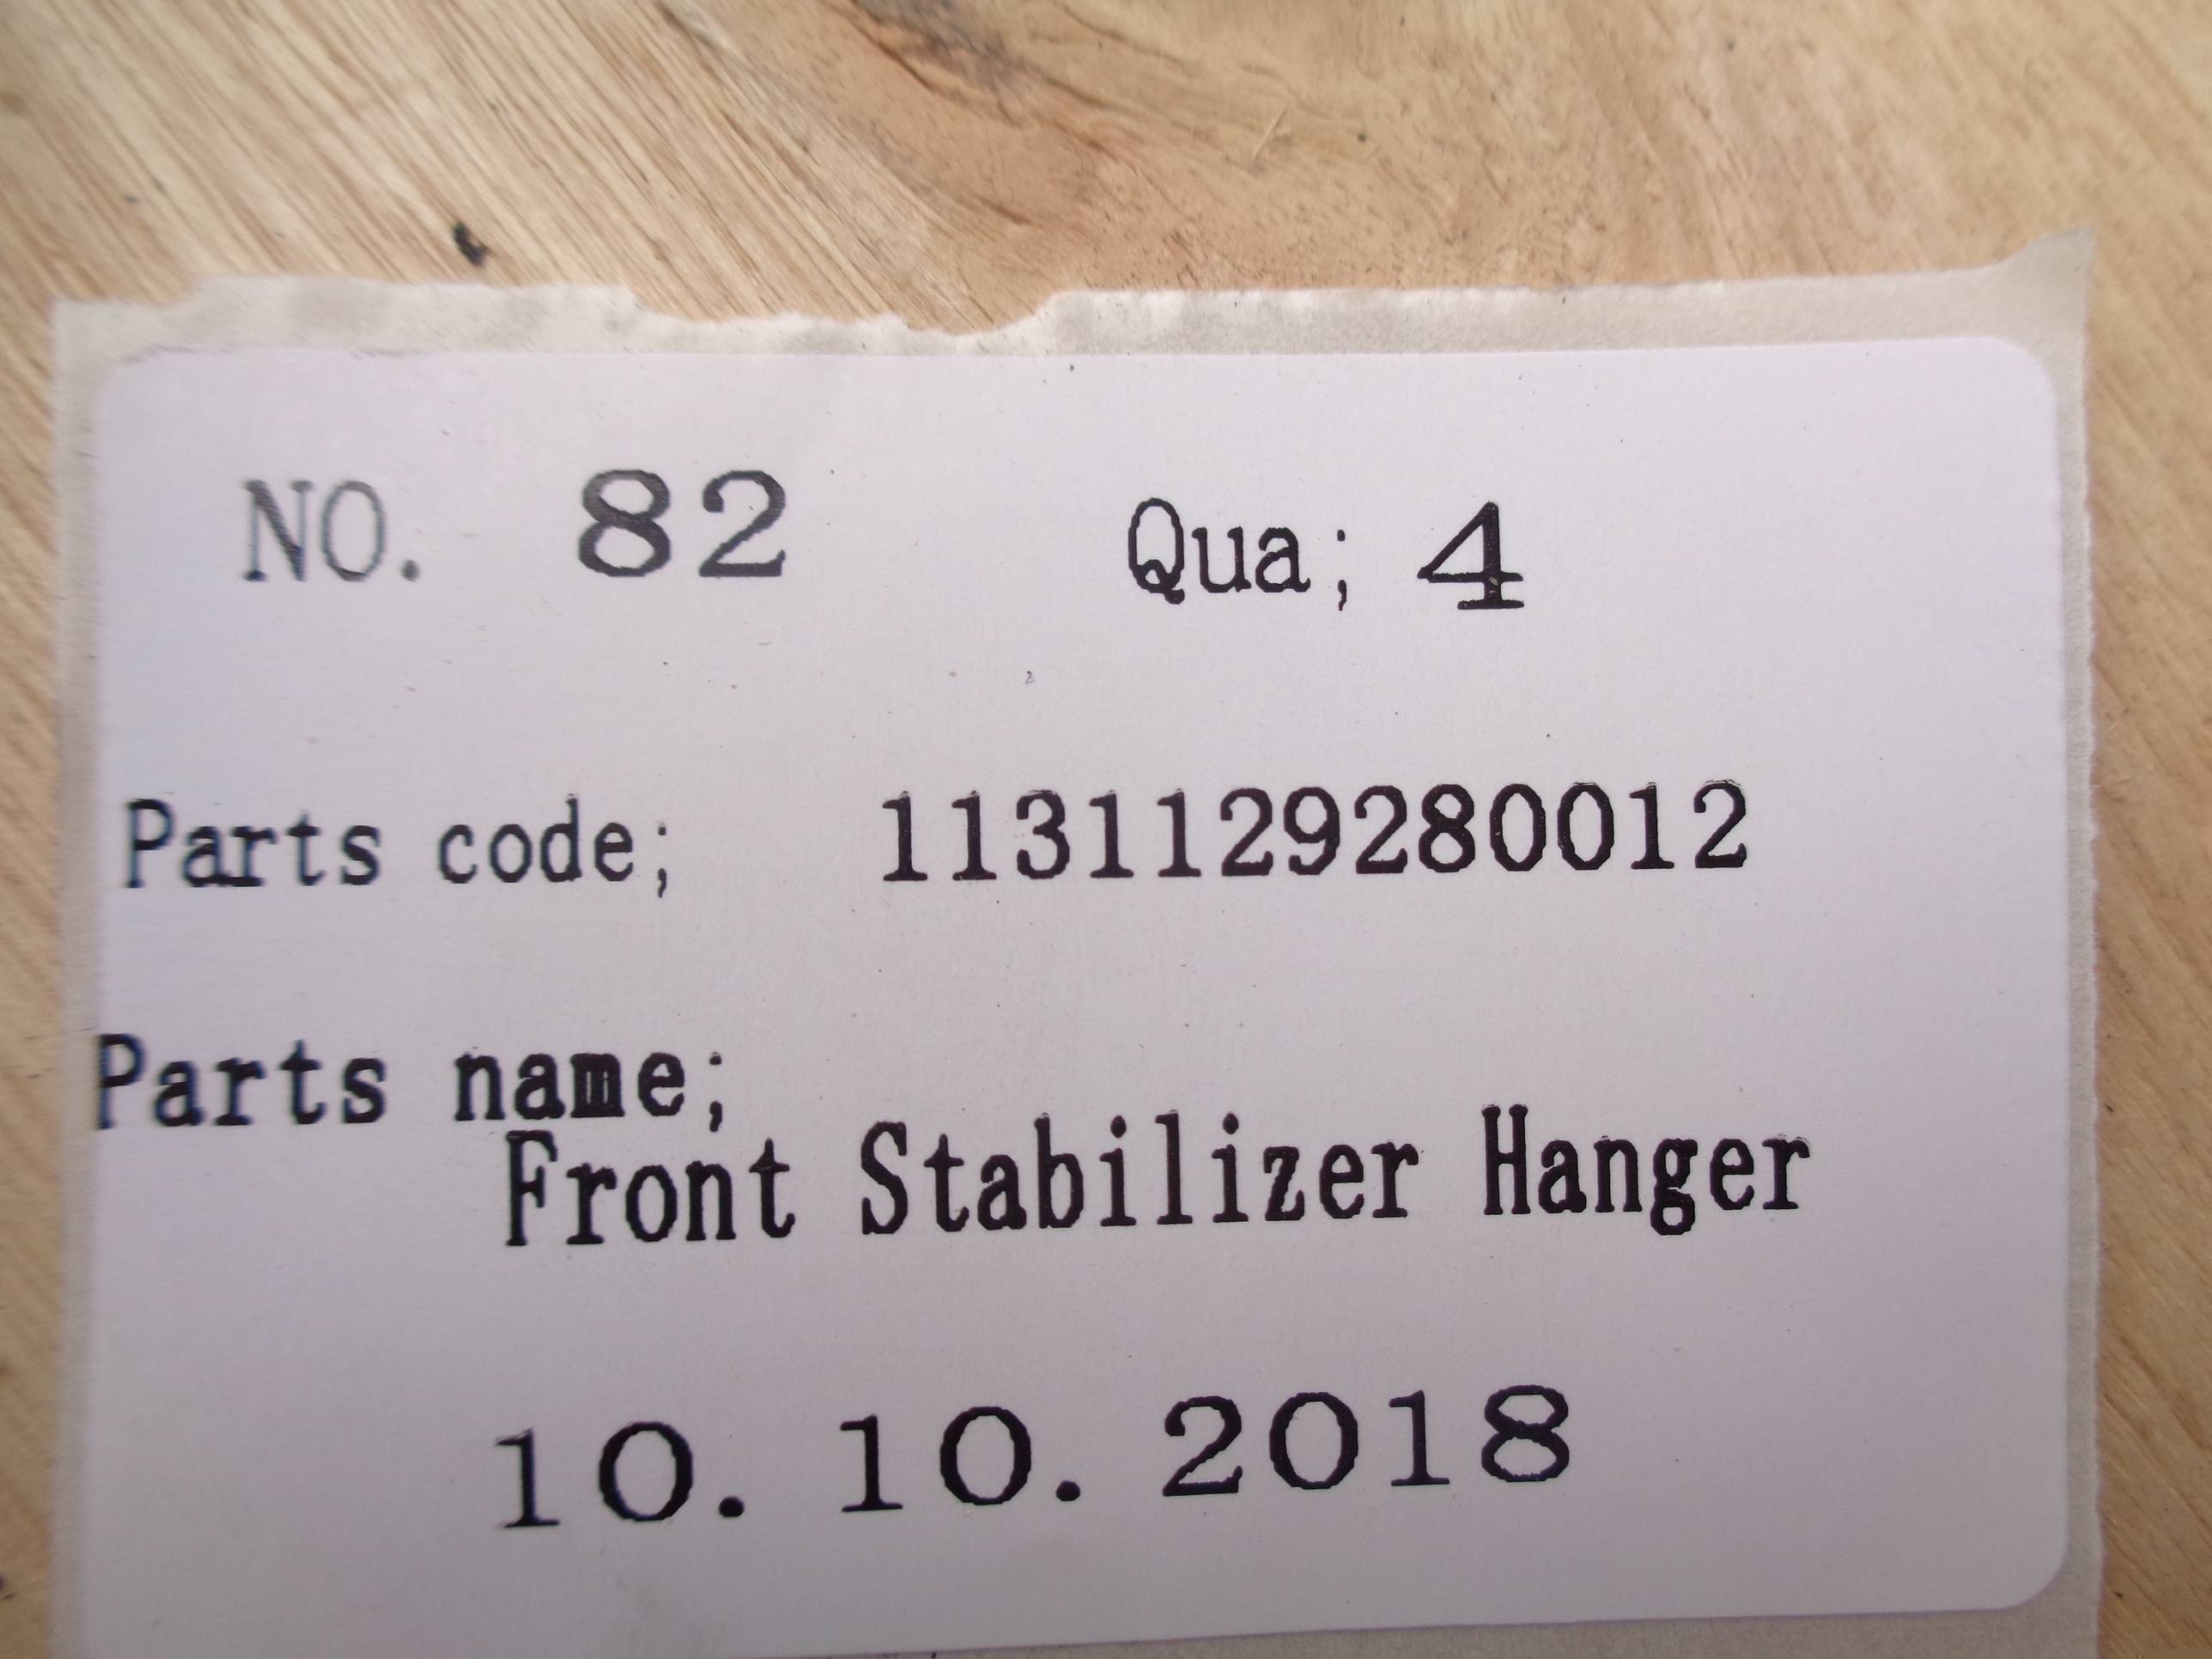 NO. 82 Qua; 4
Parts code; 1131129280012
Parts name;
Front Stabilizer Hanger
10.10.2018